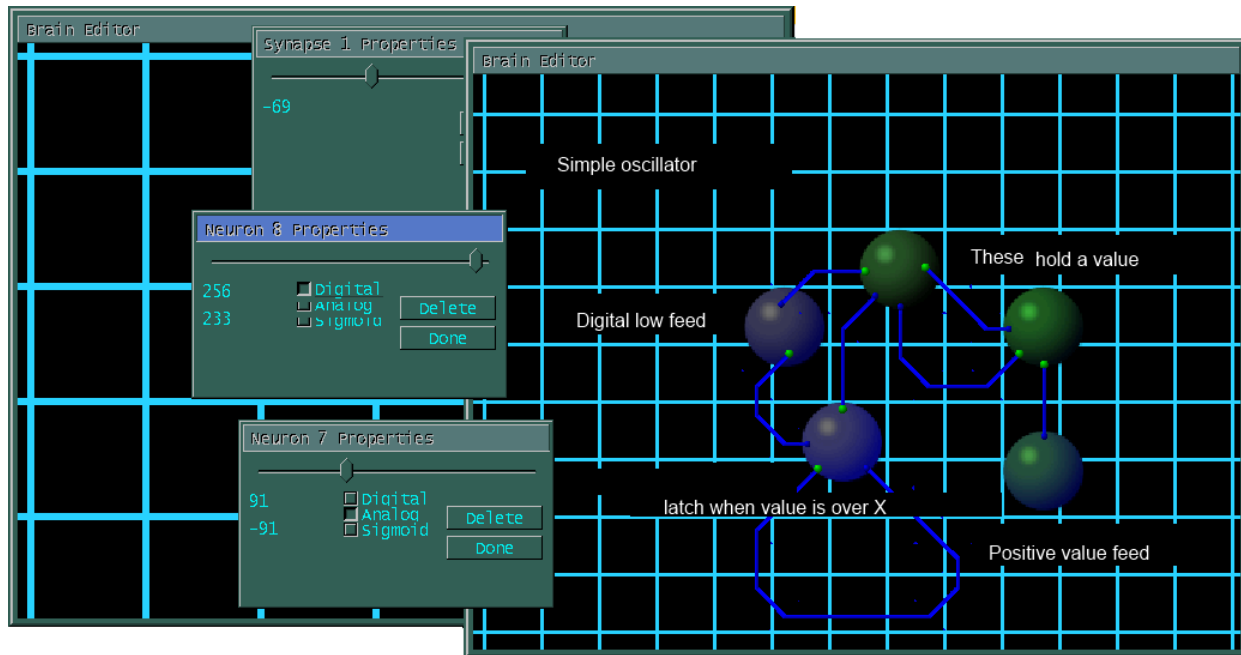 Brain Editor
Synapse 1 Properties
-69
Brain Editor
Simple oscillator
These hold a value
Digital low feed
latch when value is over X
Positive value feed
Neuron 8 Properties
256
233
Digital
Analog
Sigmoid
Delete
Done
Neuron 7 Properties
91
-91
Digital
Analog
Sigmoid
Delete
Done